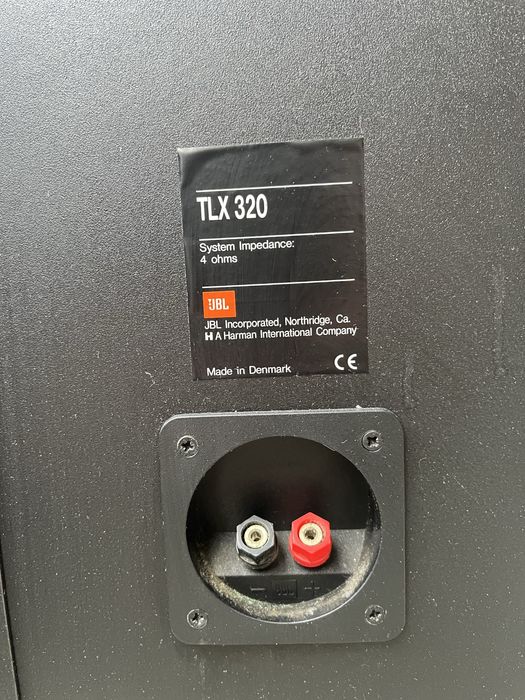 TLX 320
System Impedance:
4 ohms
JBL
JBL Incorporated, Northridge, Ca.
H A Harman International Company
Made in Denmark CE
- JBL +